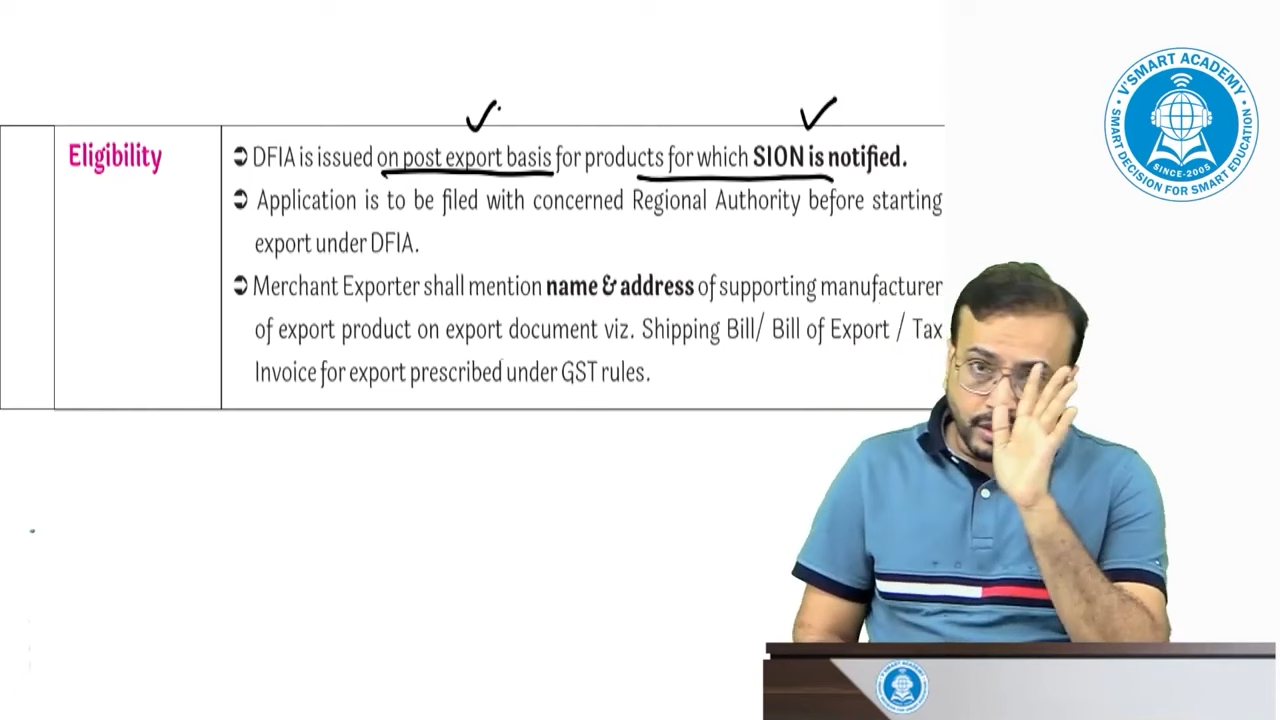 Eligibility
➲ DFIA is issued on post export basis for products for which SION is notified.
➲ Application is to be filed with concerned Regional Authority before starting
export under DFIA.
➲ Merchant Exporter shall mention name & address of supporting manufacturer
of export product on export document viz. Shipping Bill/ Bill of Export / Tax
Invoice for export prescribed under GST rules.
V'SMART ACADEMY
SINCE-2005
SMART DECISION FOR SMART EDUCATION
V'SMART ACADEMY